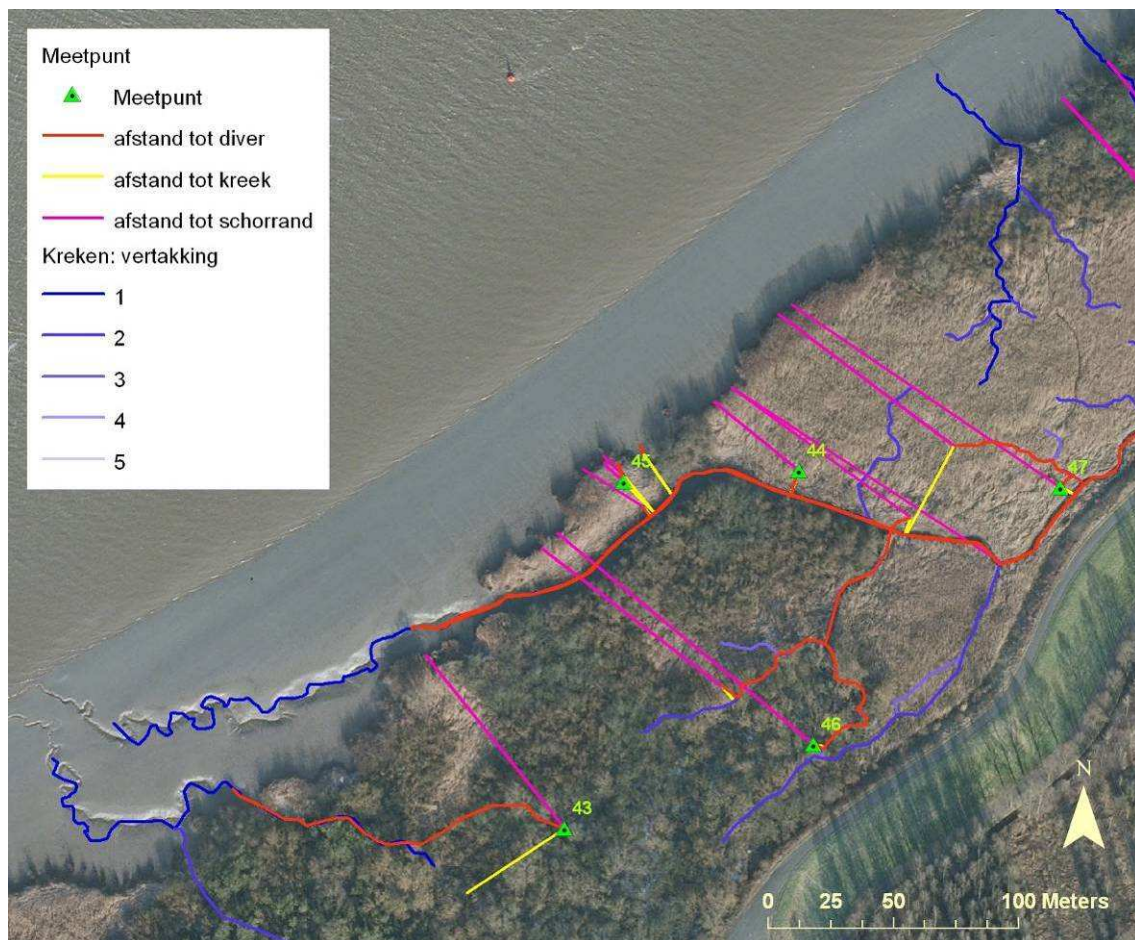 Meetpunt
Meetpunt
afstand tot diver
afstand tot kreek
afstand tot schorrand
Kreken: vertakking
1
2
3
4
5
45
44
47
46
43
N
0 25 50 100 Meters